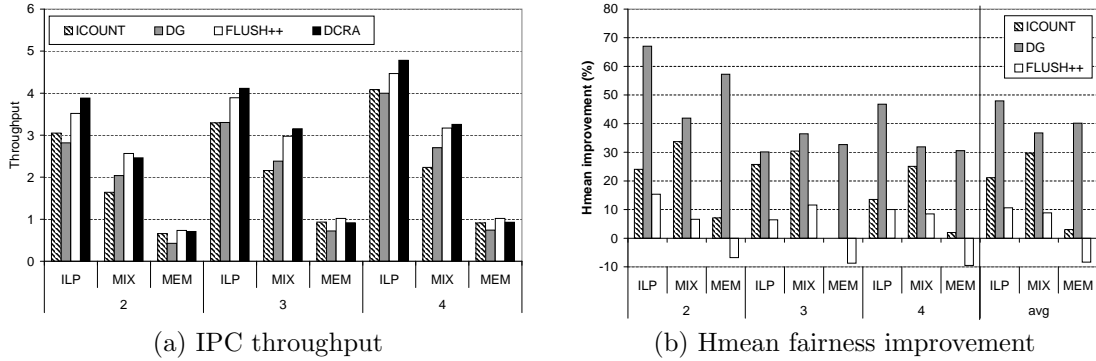 ICOUNT DG FLUSH++ DCRA
6
5
4
3
2
1
0
Throughput
ILP MIX MEM ILP MIX MEM ILP MIX MEM
2 3 4
(a) IPC throughput
80
70
60
50
40
30
20
10
0
-10
Hmean improvement (%)
ICOUNT
DG
FLUSH++
ILP MIX MEM ILP MIX MEM ILP MIX MEM ILP MIX MEM
2 3 4 avg
(b) Hmean fairness improvement